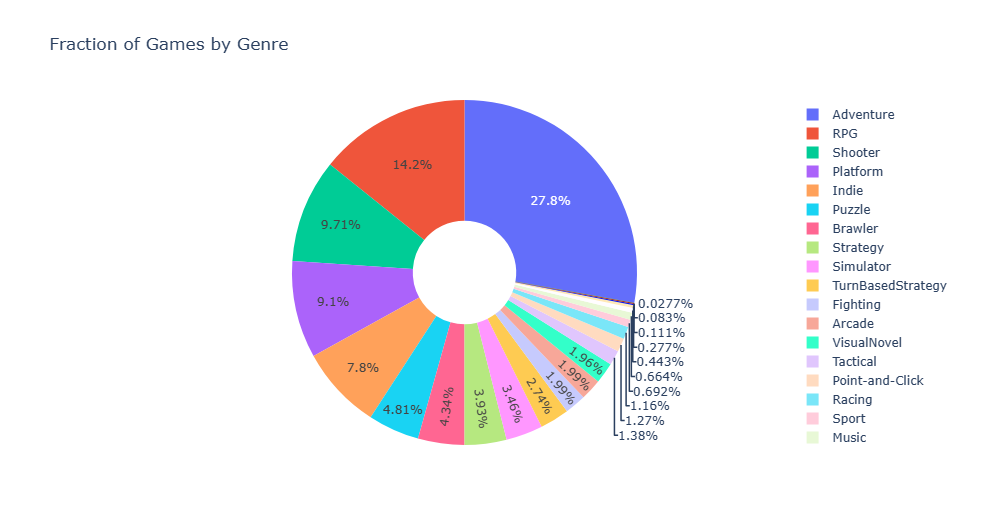 Fraction of Games by Genre
27.8%
14.2%
9.71%
9.1%
7.8%
4.81%
4.34%
3.93%
3.46%
2.74%
1.99%
1.99%
1.96%
0.0277%
0.083%
0.111%
0.277%
0.443%
0.664%
0.692%
1.16%
1.27%
1.38%
Adventure
RPG
Shooter
Platform
Indie
Puzzle
Brawler
Strategy
Simulator
TurnBasedStrategy
Fighting
Arcade
VisualNovel
Tactical
Point-and-Click
Racing
Sport
Music